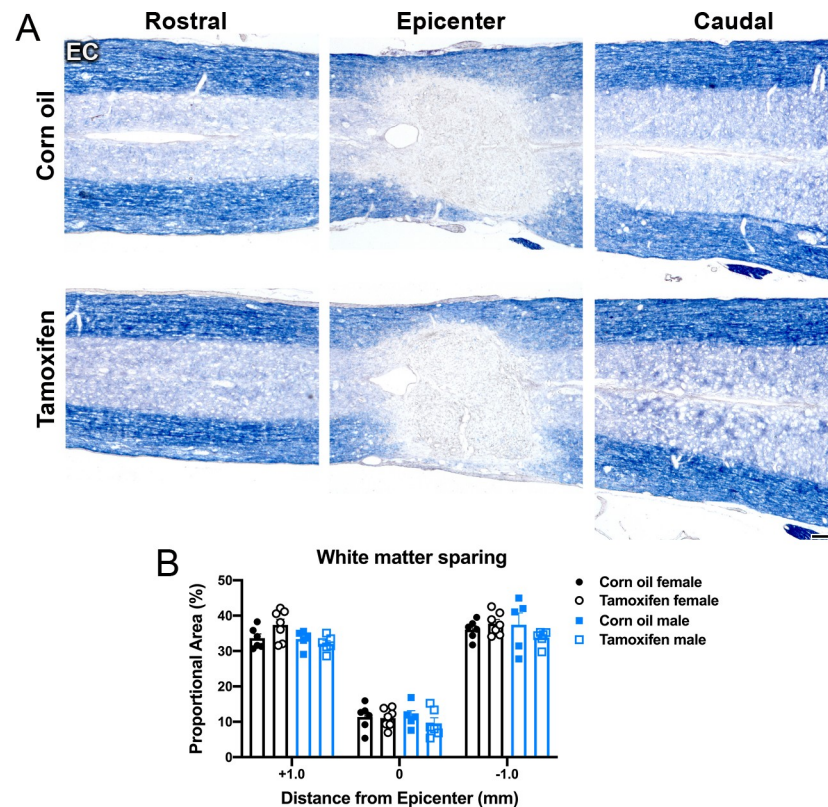 A
Rostral
Epicenter
Caudal
EC
Corn oil
Tamoxifen
B
White matter sparing
Proportional Area (%)
50
40
30
20
10
0
+1.0
0
-1.0
Distance from Epicenter (mm)
Corn oil female
Tamoxifen female
Corn oil male
Tamoxifen male